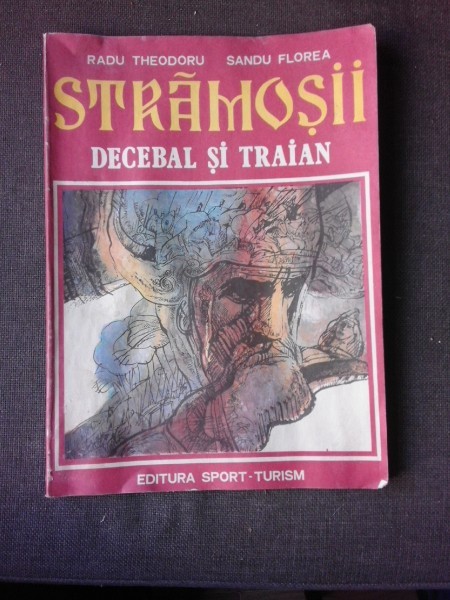 RADU THEODORU SANDU FLOREA
STRĂMOȘII
DECEBAL ȘI TRAIAN
EDITURA SPORT-TURISM